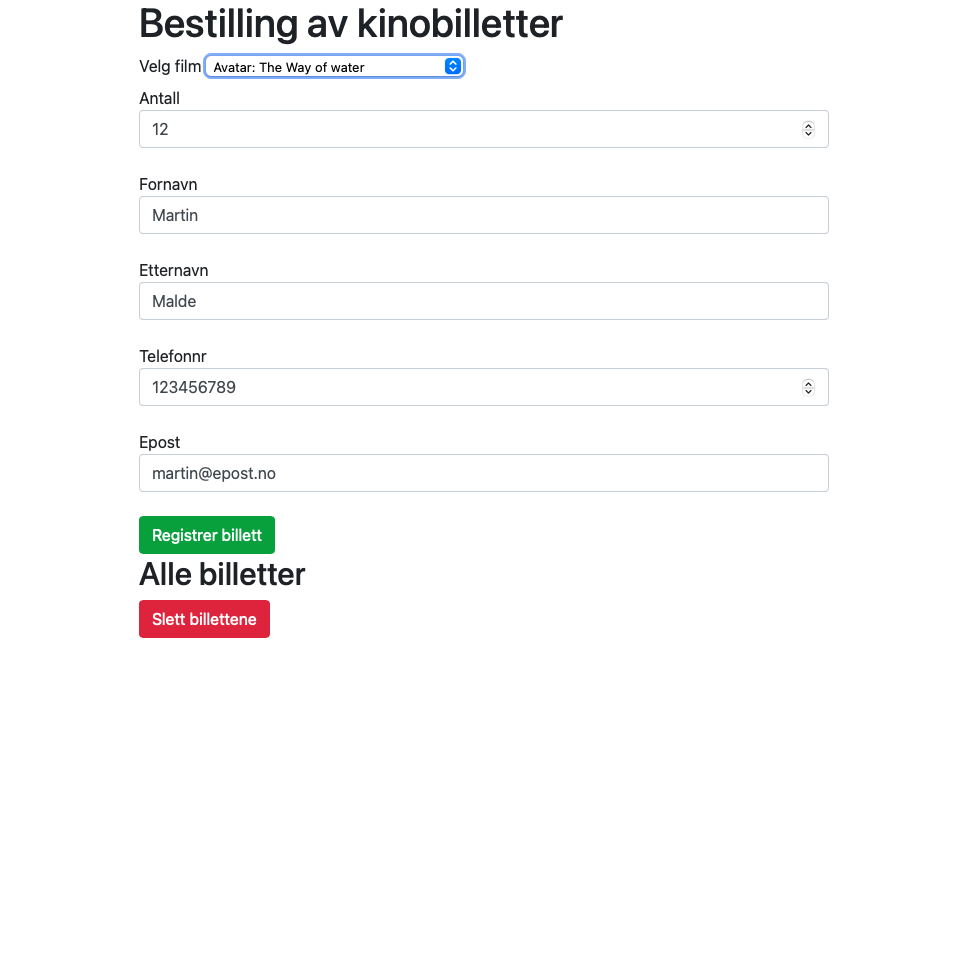 Bestilling av kinobilletter
Velg film Avatar: The Way of water
Antall
12
Fornavn
Martin
Etternavn
Malde
Telefonnr
123456789
Epost
martin@epost.no
Registrer billett
Alle billetter
Slett billettene